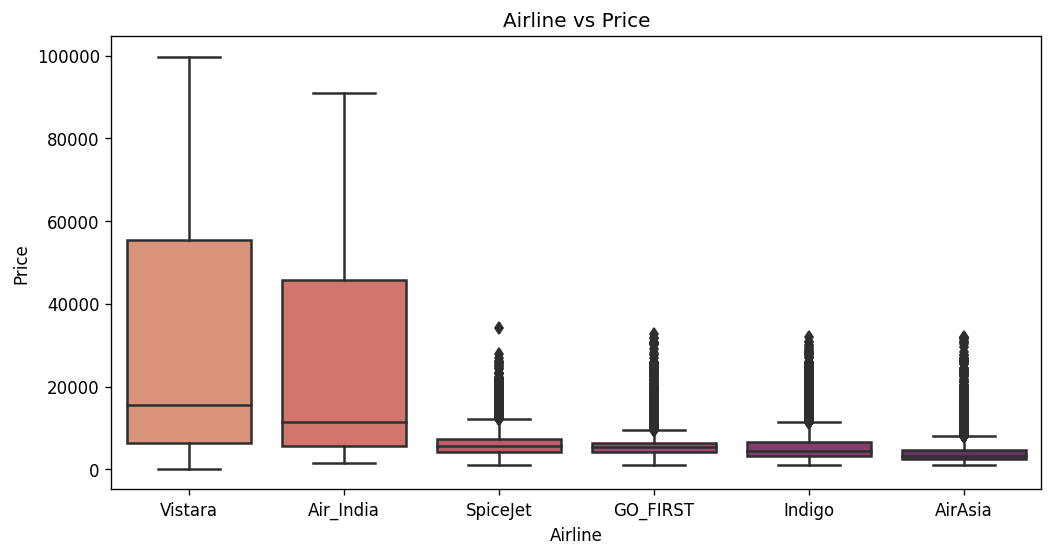 Airline vs Price
Price
100000
80000
60000
40000
20000
0
Vistara
Air_India
SpiceJet
GO_FIRST
Indigo
AirAsia
Airline